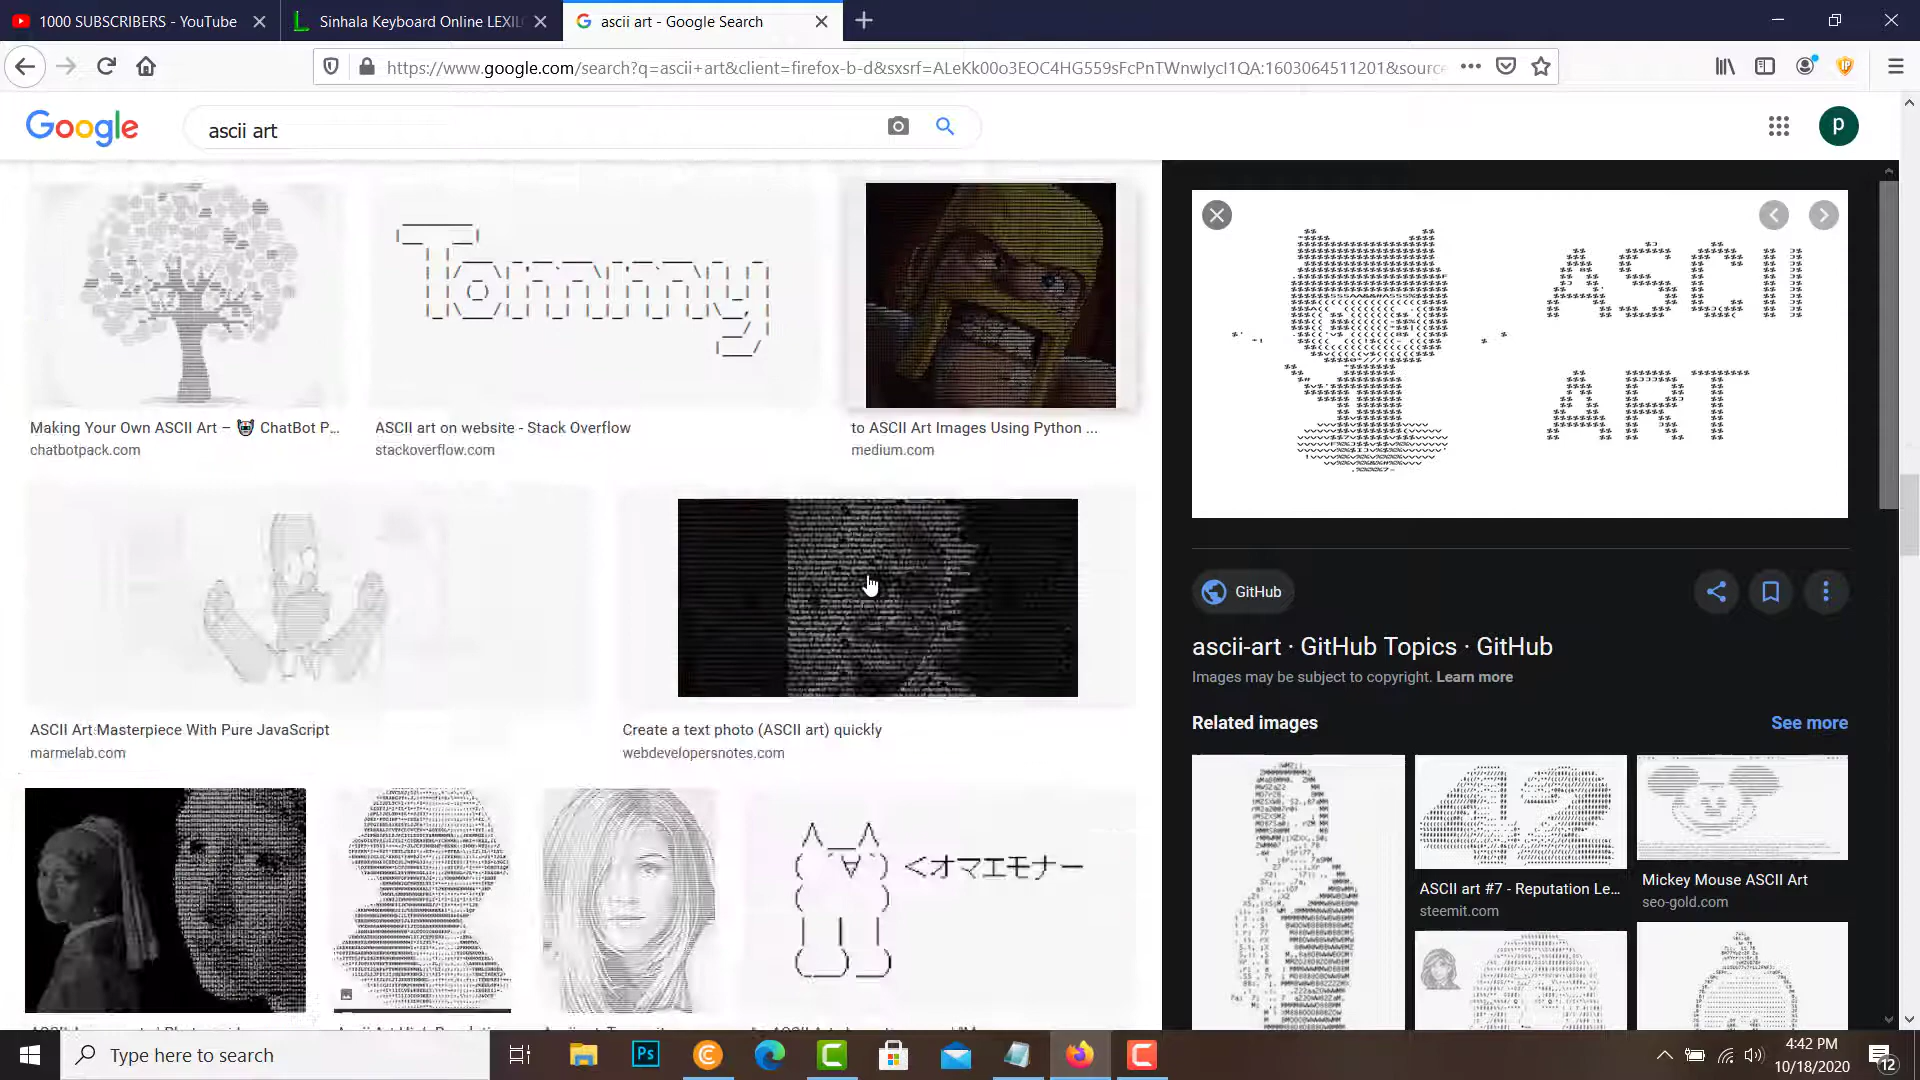 1000 SUBSCRIBERS - YouTube
Sinhala Keyboard Online LEXIL
ascii art - Google Search
https://www.google.com/search?q=ascii+art&client=firefox-b-d&sxsrf=ALeKk00o3EOC4HG559sFcPnTWnwIycI1QA:1603064511201&source
Google
ascii art
p
Tommy
ASCII
ART
Making Your Own ASCII Art – 🤖 ChatBot P...
chatbotpack.com
ASCII art on website - Stack Overflow
stackoverflow.com
to ASCII Art Images Using Python ...
medium.com
GitHub
ascii-art · GitHub Topics · GitHub
Images may be subject to copyright. Learn more
Related images
See more
ASCII Art Masterpiece With Pure JavaScript
marmelab.com
Create a text photo (ASCII art) quickly
webdevelopersnotes.com
<オマエモナー
42
ASCII art #7 - Reputation Le...
steemit.com
Mickey Mouse ASCII Art
seo-gold.com
Type here to search
Ps
4:42 PM
10/18/2020
12